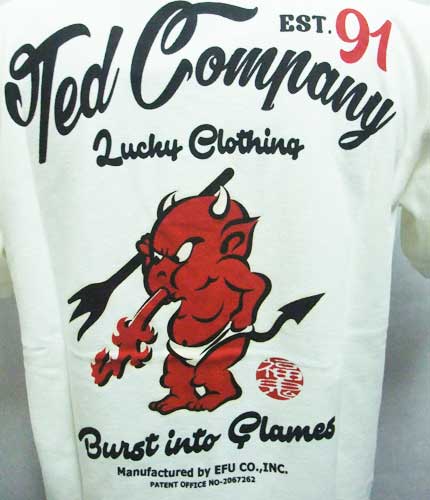 EST. 91
Ted Company
Lucky Clothing
Burst into Flames
Manufactured by EFU CO.,INC.
PATENT OFFICE NO-2067262